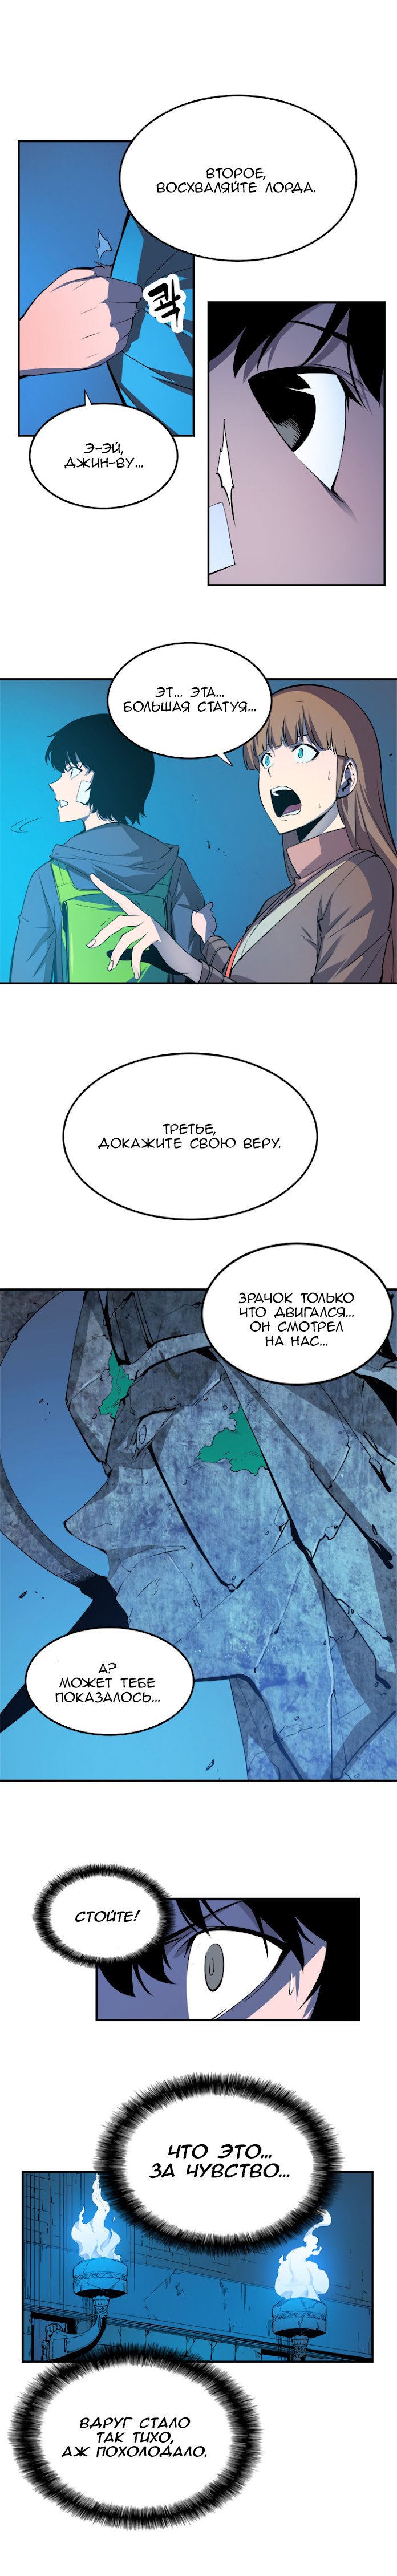 ВТОРОЕ,
ВОСХВАЛЯЙТЕ ЛОРДА.
콱
Э-ЭЙ,
ДЖИН-ВУ...
ЭТ... ЭТА...
БОЛЬШАЯ СТАТУЯ...
ТРЕТЬЕ,
ДОКАЖИТЕ СВОЮ ВЕРУ.
ЗРАЧОК ТОЛЬКО
ЧТО ДВИГАЛСЯ...
ОН СМОТРЕЛ
НА НАС...
А?
МОЖЕТ ТЕБЕ
ПОКАЗАЛОСЬ...
СТОЙТЕ!
ЧТО ЭТО...
ЗА ЧУВСТВО...
ВДРУГ СТАЛО
ТАК ТИХО,
АЖ ПОХОЛОДАЛО.